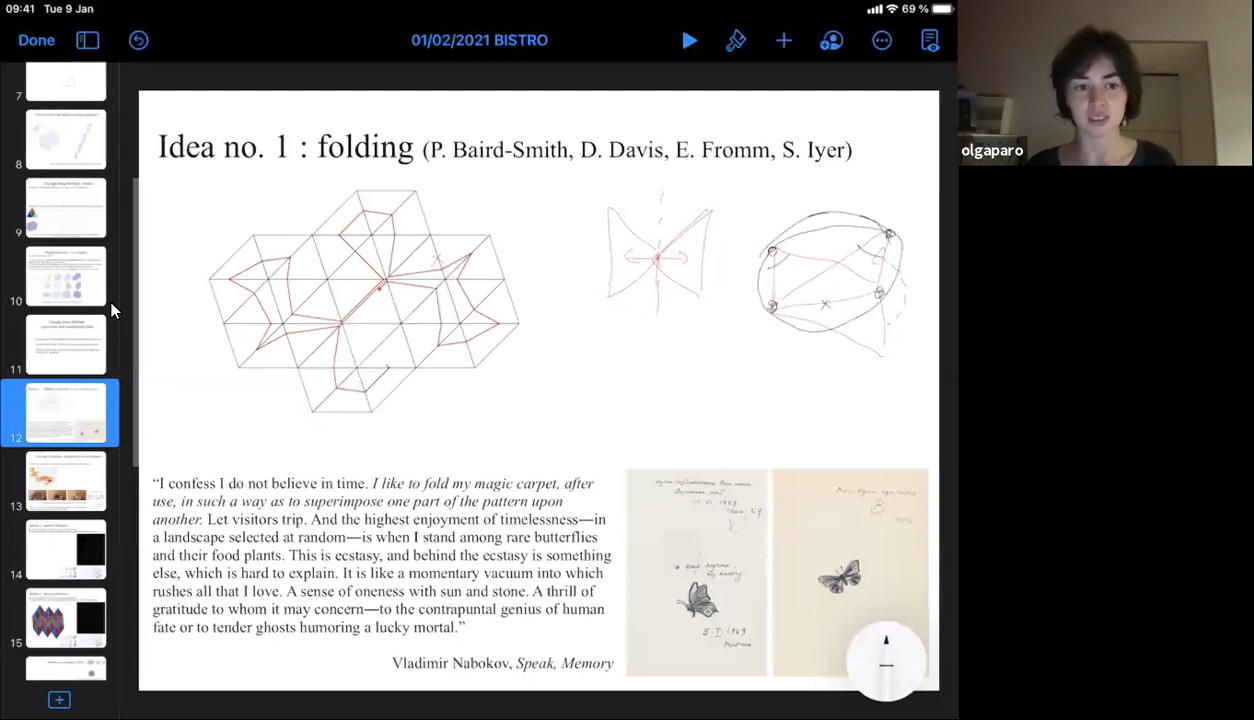 09:41 Tue 9 Jan
69 %
Done
01/02/2021 BISTRO
olgaparo
7
8
9
10
11
12
13
14
15
Idea no. 1 : folding (P. Baird-Smith, D. Davis, E. Fromm, S. Iyer)
“I confess I do not believe in time. I like to fold my magic carpet, after
use, in such a way as to superimpose one part of the pattern upon
another. Let visitors trip. And the highest enjoyment of timelessness—in
a landscape selected at random—is when I stand among rare butterflies
and their food plants. This is ecstasy, and behind the ecstasy is something
else, which is hard to explain. It is like a momentary vacuum into which
rushes all that I love. A sense of oneness with sun and stone. A thrill of
gratitude to whom it may concern—to the contrapuntal genius of human
fate or to tender ghosts humoring a lucky mortal.”
Vladimir Nabokov, Speak, Memory